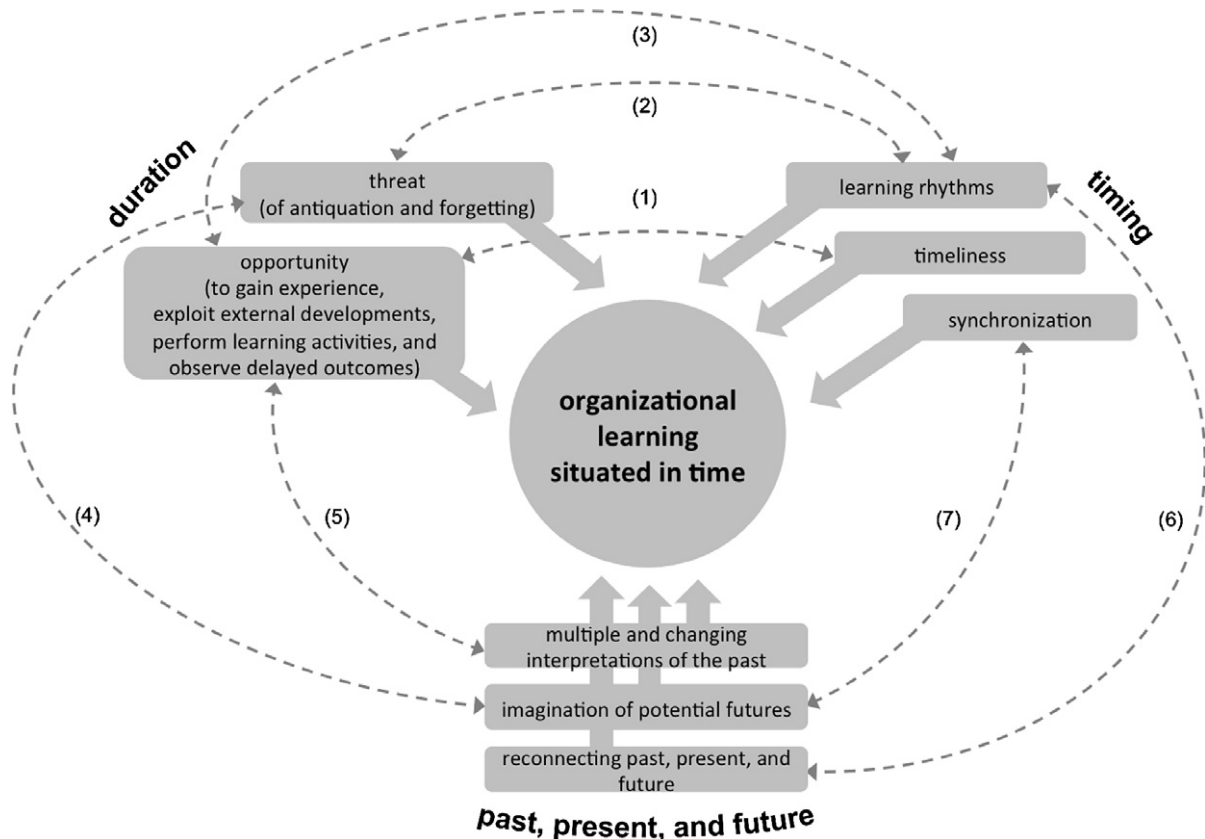 (3)
(2)
duration
threat
(of antiquation and forgetting)
(1)
learning rhythms
timing
opportunity
(to gain experience,
exploit external developments,
perform learning activities, and
observe delayed outcomes)
timeliness
synchronization
organizational
learning
situated in time
(4)
(5)
(7)
(6)
multiple and changing
interpretations of the past
imagination of potential futures
reconnecting past, present, and
future
past, present, and future